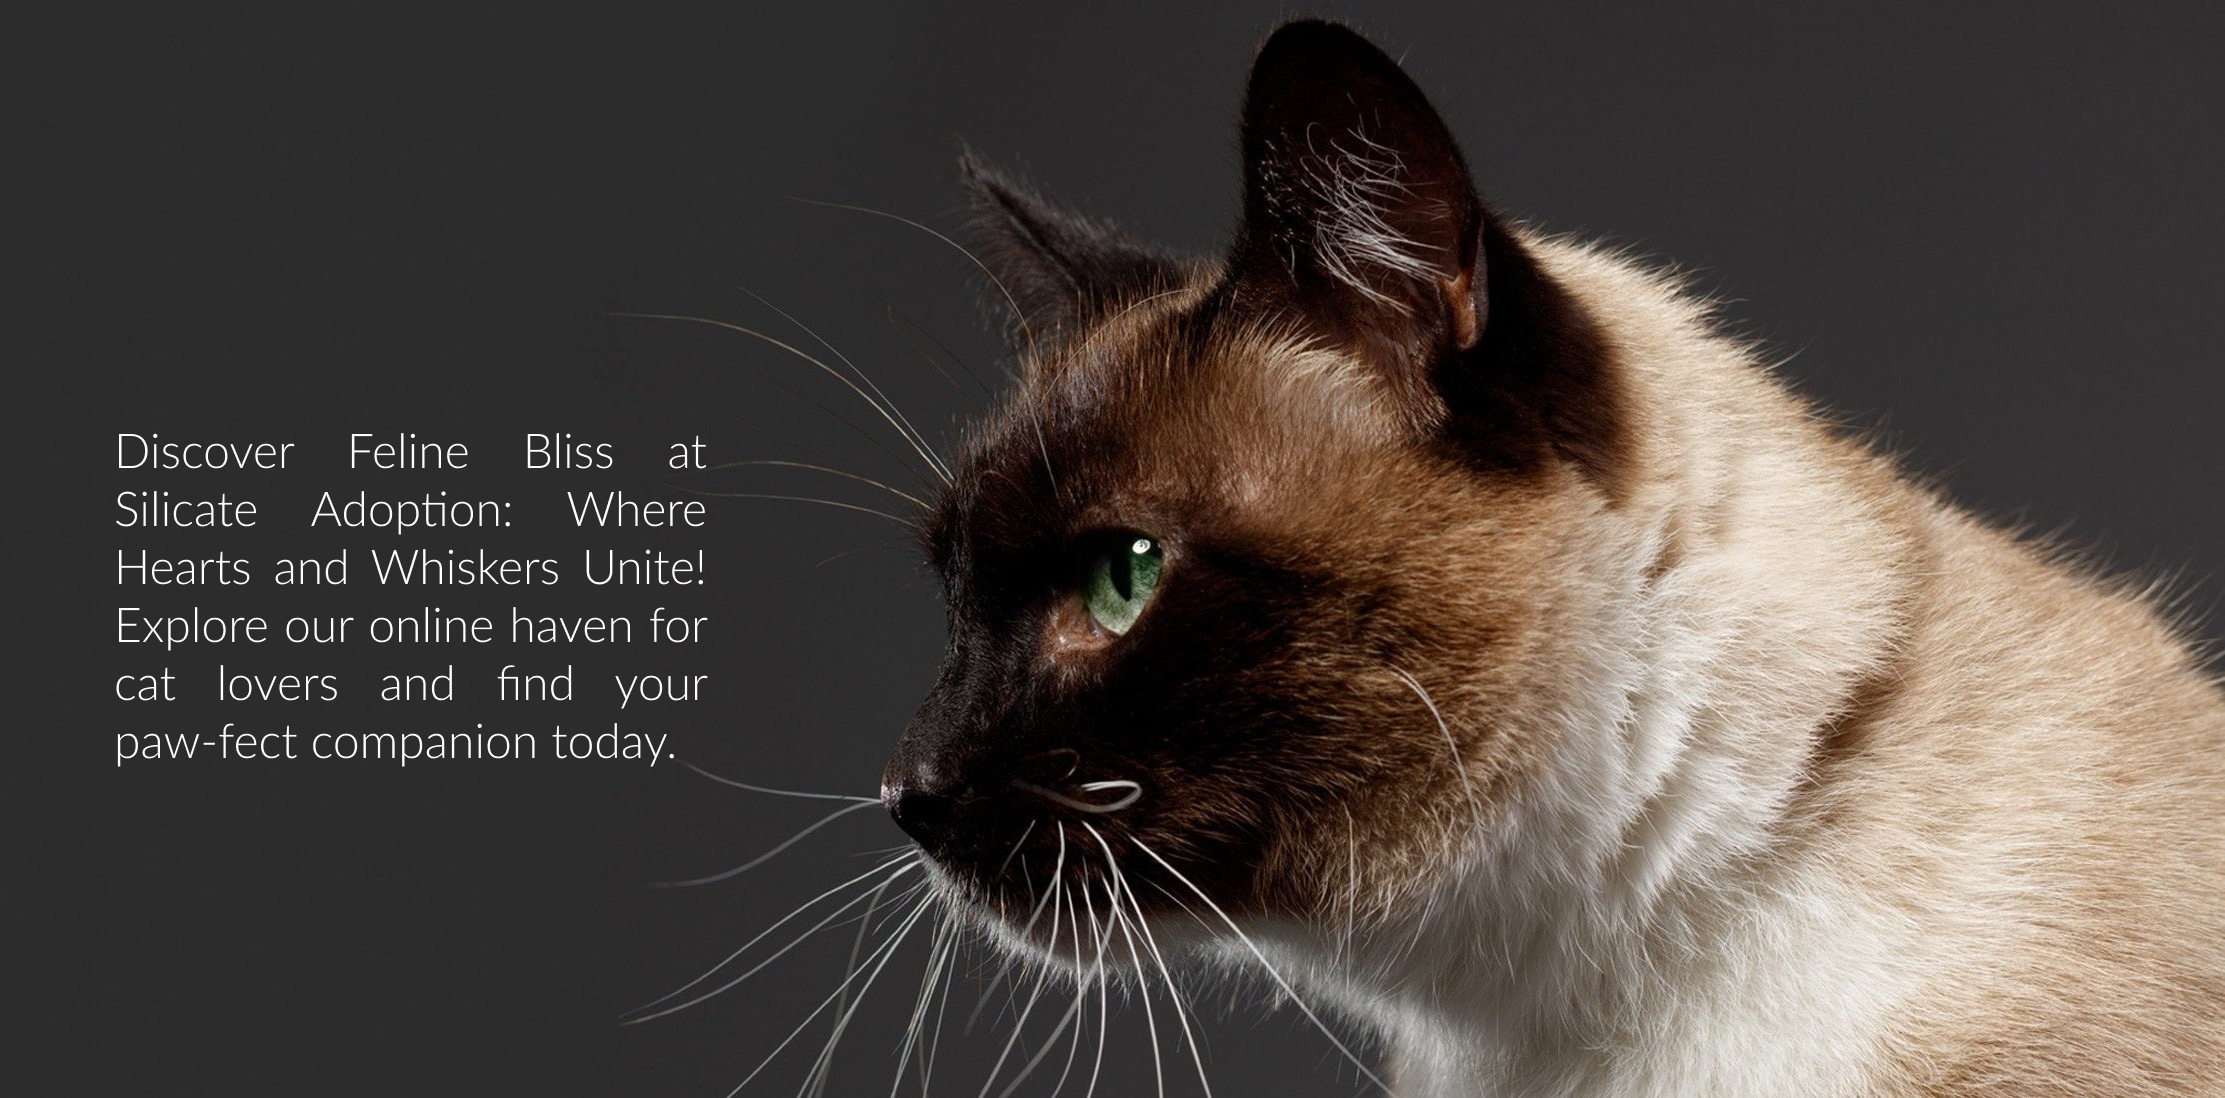 Discover Feline Bliss at
Silicate Adoption: Where
Hearts and Whiskers Unite!
Explore our online haven for
cat lovers and find your
paw-fect companion today.